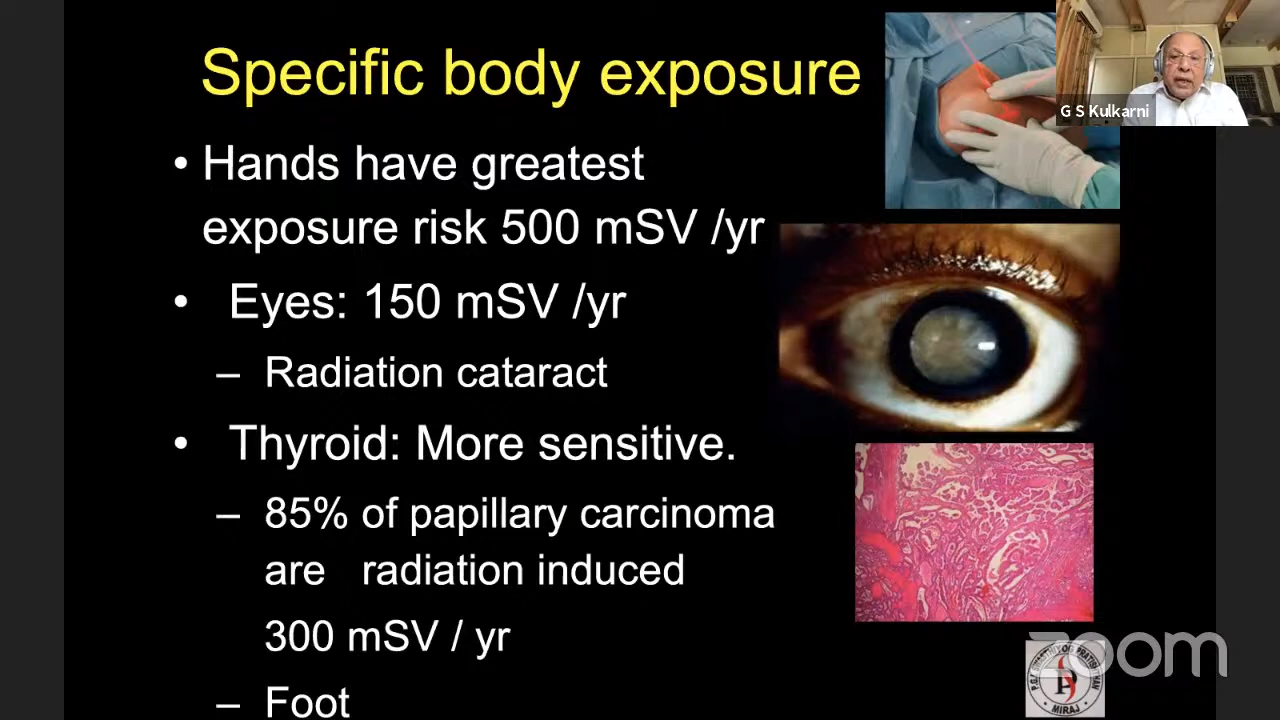 Specific body exposure
G S Kulkarni
• Hands have greatest
exposure risk 500 mSV /yr
• Eyes: 150 mSV /yr
– Radiation cataract
• Thyroid: More sensitive.
– 85% of papillary carcinoma
are radiation induced
300 mSV / yr
– Foot
zoom
MIRAJ